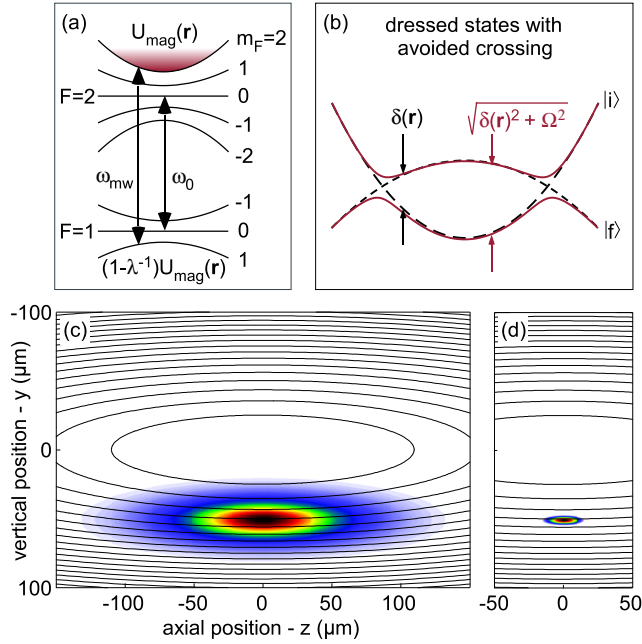 (a)
U_mag(r)
m_F=2
1
F=2
0
-1
-2
ω_mw
ω_0
-1
F=1
0
(1-λ⁻¹)U_mag(r)
1
(b)
dressed states with
avoided crossing
δ(r)
√δ(r)² + Ω²
|i⟩
|f⟩
(c)
-100
0
100
vertical position - y (µm)
-100
-50
0
50
100
axial position - z (µm)
(d)
-50
0
50